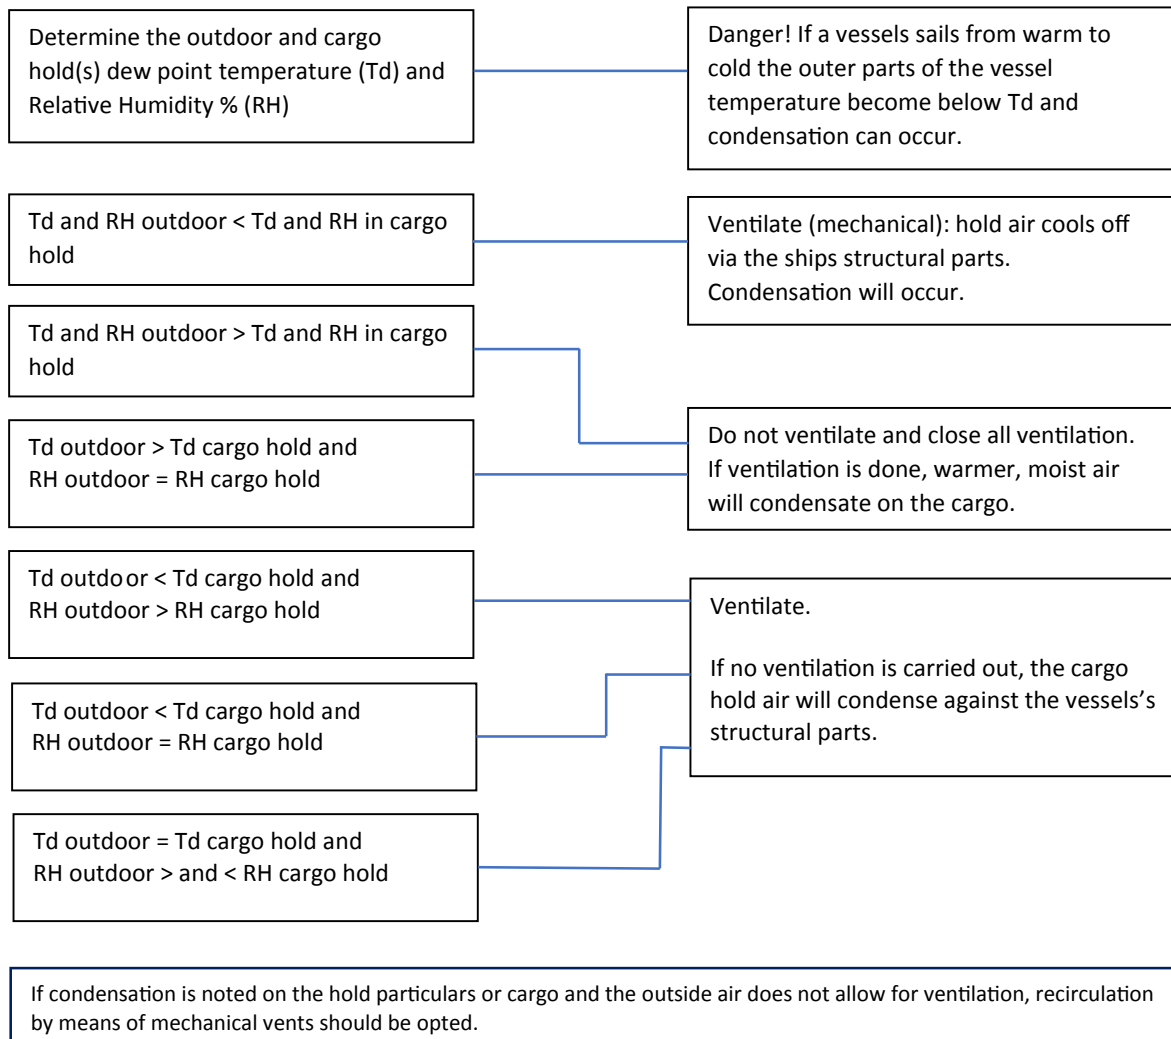 Determine the outdoor and cargo
hold(s) dew point temperature (Td) and
Relative Humidity % (RH)
Danger! If a vessels sails from warm to
cold the outer parts of the vessel
temperature become below Td and
condensation can occur.
Td and RH outdoor < Td and RH in cargo
hold
Ventilate (mechanical): hold air cools off
via the ships structural parts.
Condensation will occur.
Td and RH outdoor > Td and RH in cargo
hold
Td outdoor > Td cargo hold and
RH outdoor = RH cargo hold
Do not ventilate and close all ventilation.
If ventilation is done, warmer, moist air
will condensate on the cargo.
Td outdoor < Td cargo hold and
RH outdoor > RH cargo hold
Td outdoor < Td cargo hold and
RH outdoor = RH cargo hold
Td outdoor = Td cargo hold and
RH outdoor > and < RH cargo hold
Ventilate.
If no ventilation is carried out, the cargo
hold air will condense against the vessels's
structural parts.
If condensation is noted on the hold particulars or cargo and the outside air does not allow for ventilation, recirculation
by means of mechanical vents should be opted.